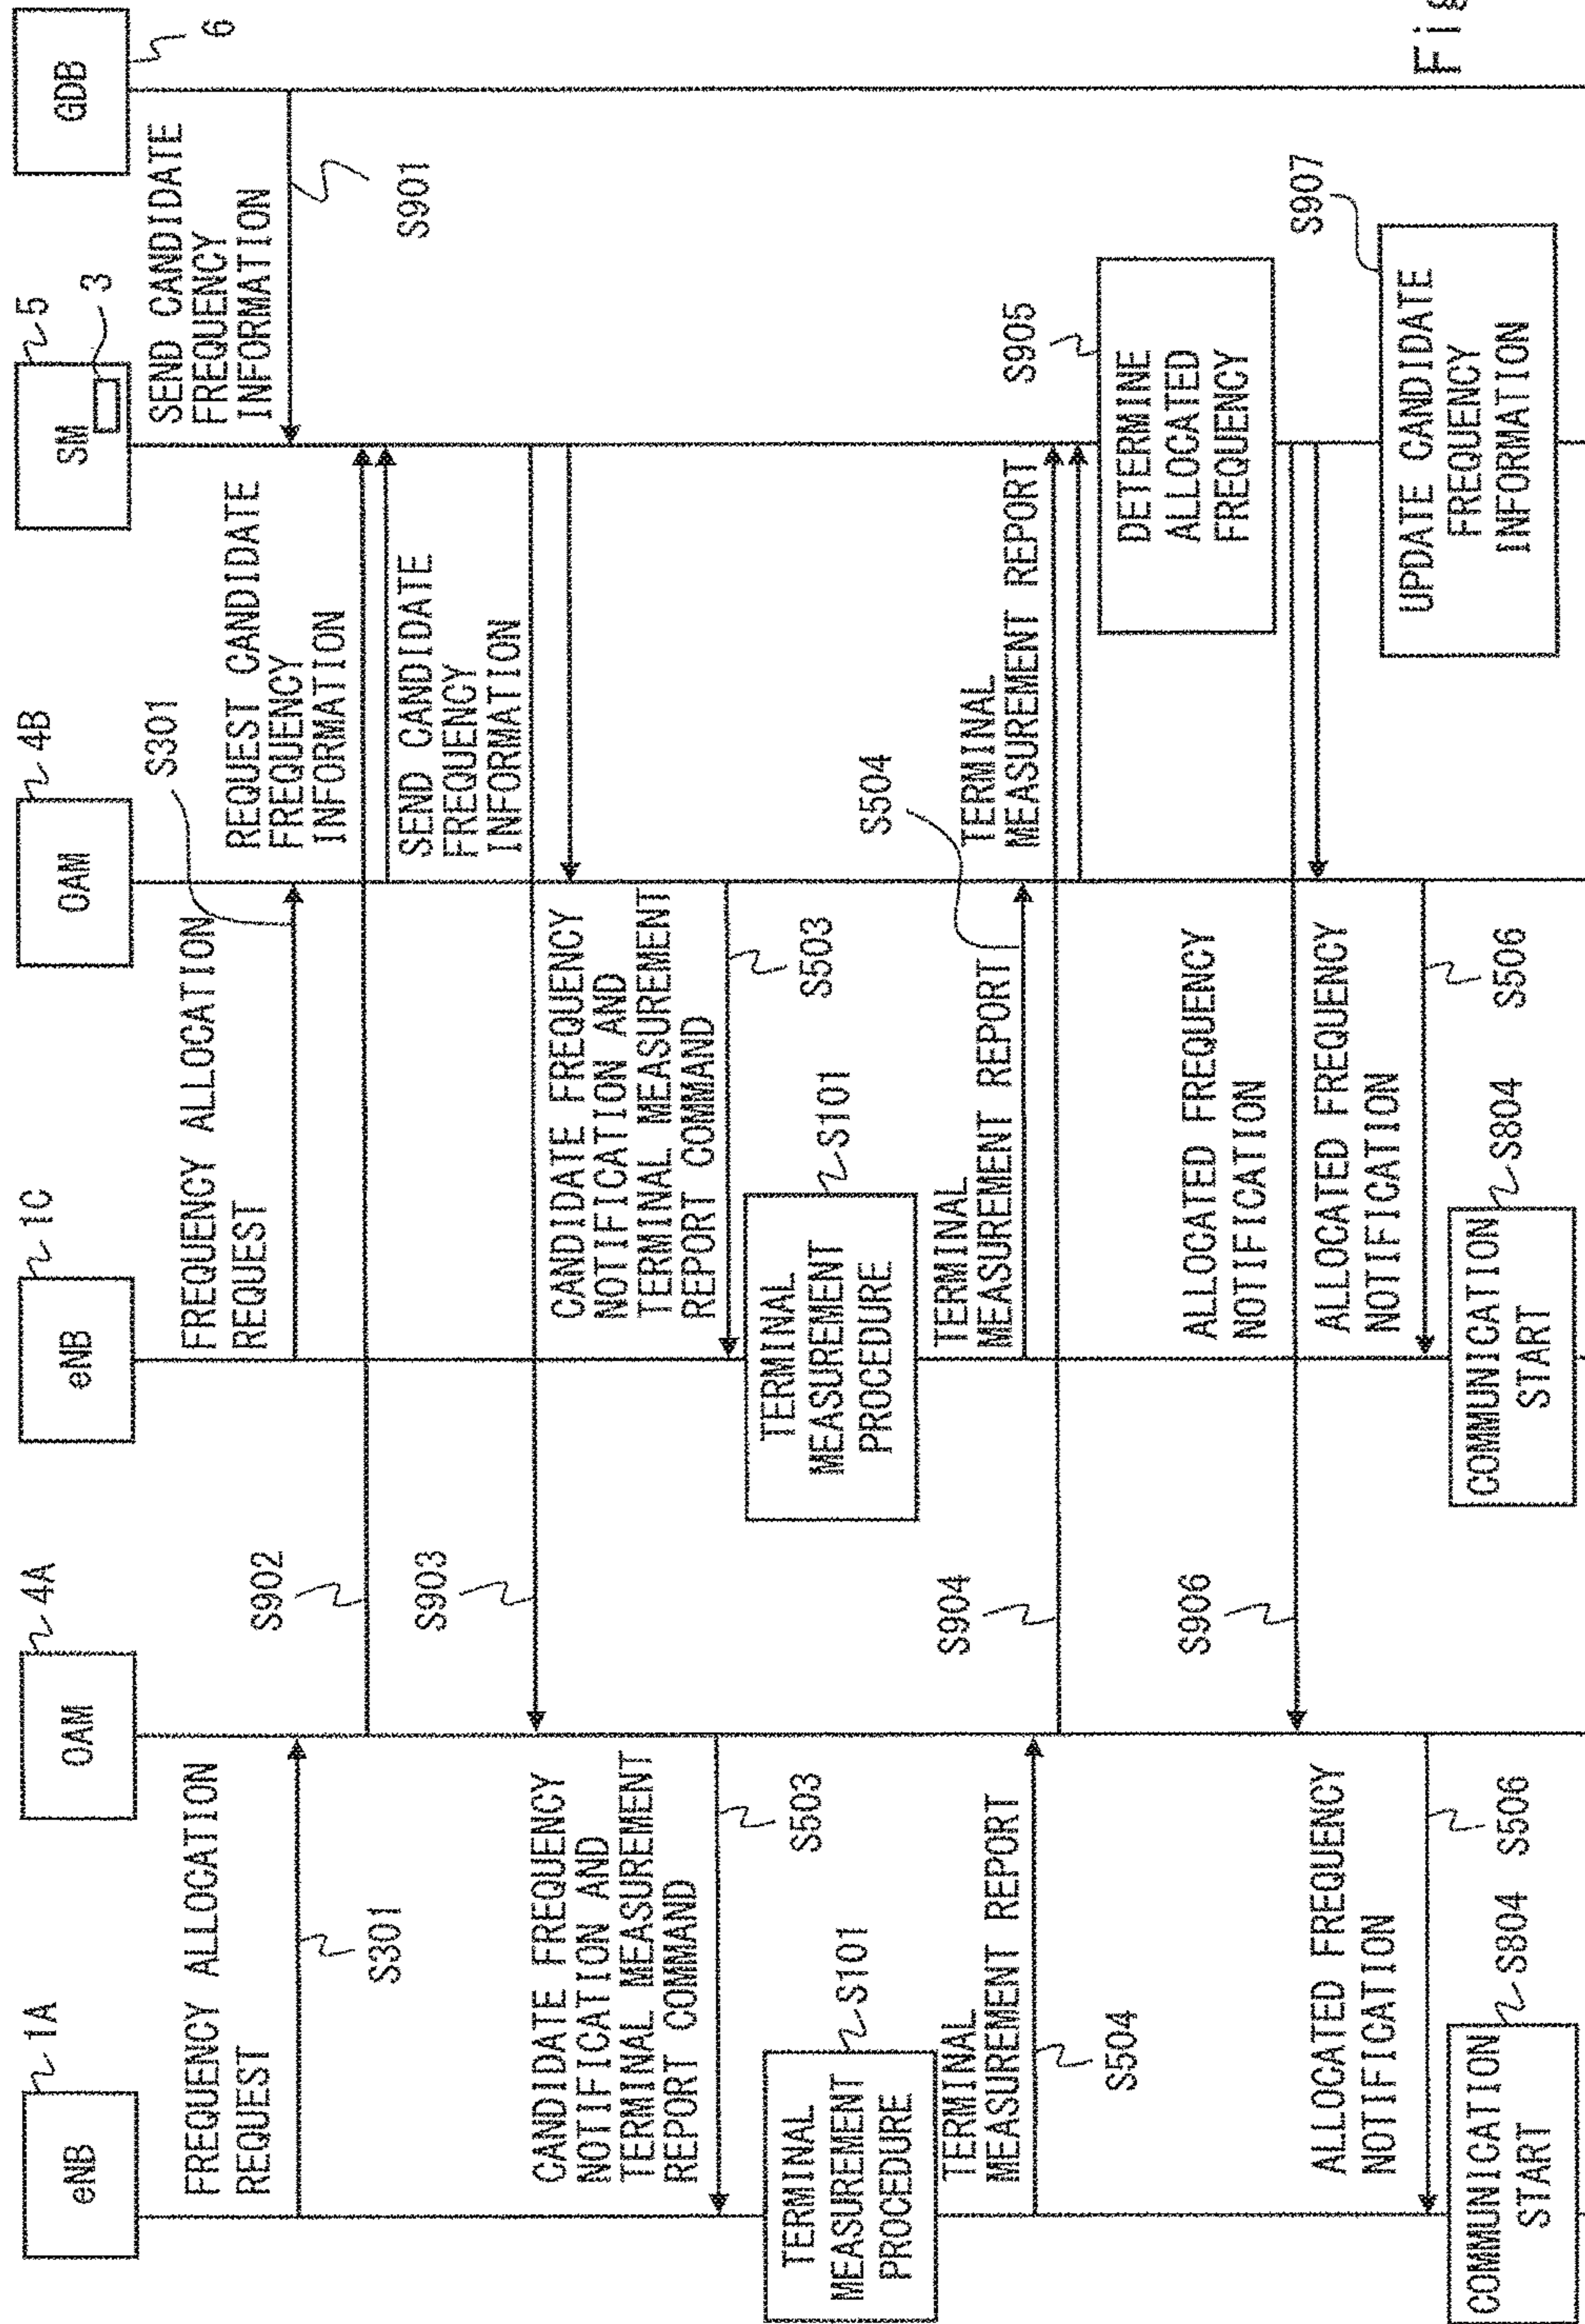 eNB
1A
OAM
4A
eNB
1C
OAM
4B
SM
5
3
GDB
6
FREQUENCY ALLOCATION
REQUEST
S301
FREQUENCY ALLOCATION
REQUEST
S301
SEND CANDIDATE
FREQUENCY
INFORMATION
S901
REQUEST CANDIDATE
FREQUENCY
INFORMATION
S902
SEND CANDIDATE
FREQUENCY
INFORMATION
S903
CANDIDATE FREQUENCY
NOTIFICATION AND
TERMINAL MEASUREMENT
REPORT COMMAND
S503
CANDIDATE FREQUENCY
NOTIFICATION AND
TERMINAL MEASUREMENT
REPORT COMMAND
S503
TERMINAL
MEASUREMENT
PROCEDURE
S101
TERMINAL
MEASUREMENT
PROCEDURE
S101
TERMINAL
MEASUREMENT REPORT
S504
TERMINAL
MEASUREMENT REPORT
S504
TERMINAL
MEASUREMENT REPORT
S904
DETERMINE
ALLOCATED
FREQUENCY
S905
ALLOCATED FREQUENCY
NOTIFICATION
S906
ALLOCATED FREQUENCY
NOTIFICATION
S506
ALLOCATED FREQUENCY
NOTIFICATION
S506
UPDATE CANDIDATE
FREQUENCY
INFORMATION
S907
COMMUNICATION
START
S804
COMMUNICATION
START
S804